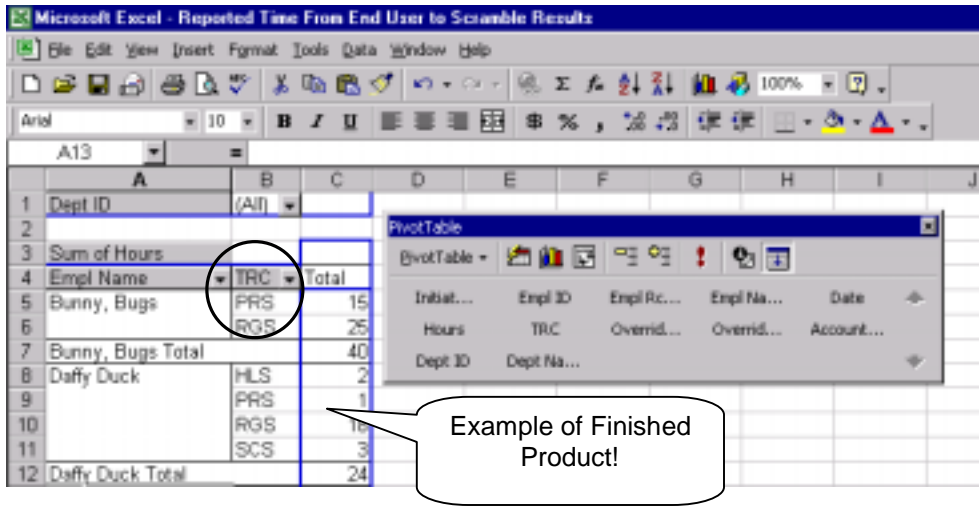 Microsoft Excel - Reported Time From End User to Scramble Results
File Edit View Insert Format Tools Data Window Help
100%
Arial 10 B I U $ % ,
A13 =
A B C D E F G H I J
1 Dept ID (All)
2
3 Sum of Hours
4 Empl Name TRC Total
5 Bunny, Bugs PRS 15
6 RGS 25
7 Bunny, Bugs Total 40
8 Daffy Duck HLS 2
9 PRS 1
10 RGS 18
11 SCS 3
12 Daffy Duck Total 24
PivotTable
PivotTable
Initiat... Empl ID Empl Rc... Empl Na... Date
Hours TRC Overrid... Overrid... Account...
Dept ID Dept Na...
Example of Finished
Product!